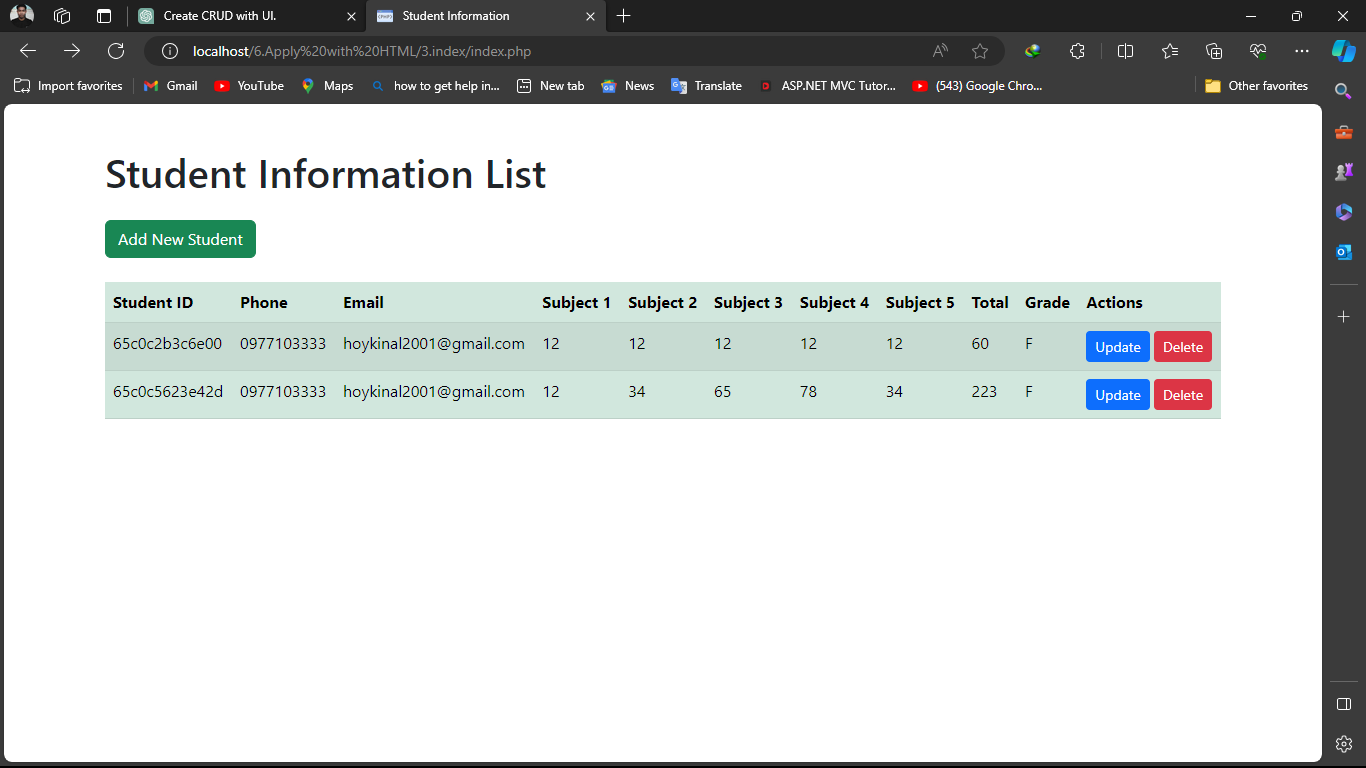 Create CRUD with UI.
Student Information
localhost/6.Apply%20with%20HTML/3.index/index.php
Import favorites Gmail YouTube Maps how to get help in... New tab News Translate ASP.NET MVC Tutor... (543) Google Chro... Other favorites
Student Information List
Add New Student
Student ID Phone Email Subject 1 Subject 2 Subject 3 Subject 4 Subject 5 Total Grade Actions
65c0c2b3c6e00 0977103333 hoykinal2001@gmail.com 12 12 12 12 12 60 F Update Delete
65c0c5623e42d 0977103333 hoykinal2001@gmail.com 12 34 65 78 34 223 F Update Delete